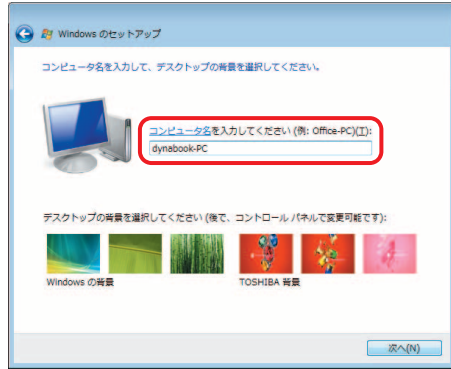 Windows のセットアップ
コンピュータ名を入力して、デスクトップの背景を選択してください。
コンピュータ名を入力してください (例: Office-PC)(T):
dynabook-PC
デスクトップの背景を選択してください (後で、コントロール パネルで変更可能です):
Windows の背景
TOSHIBA 背景
次へ(N)